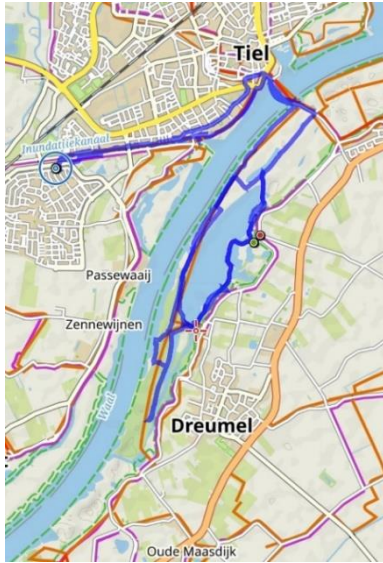 Tiel
Inundatiekanaal
Passewaaij
Zennewijnen
Waal
Dreumel
Oude Maasdijk